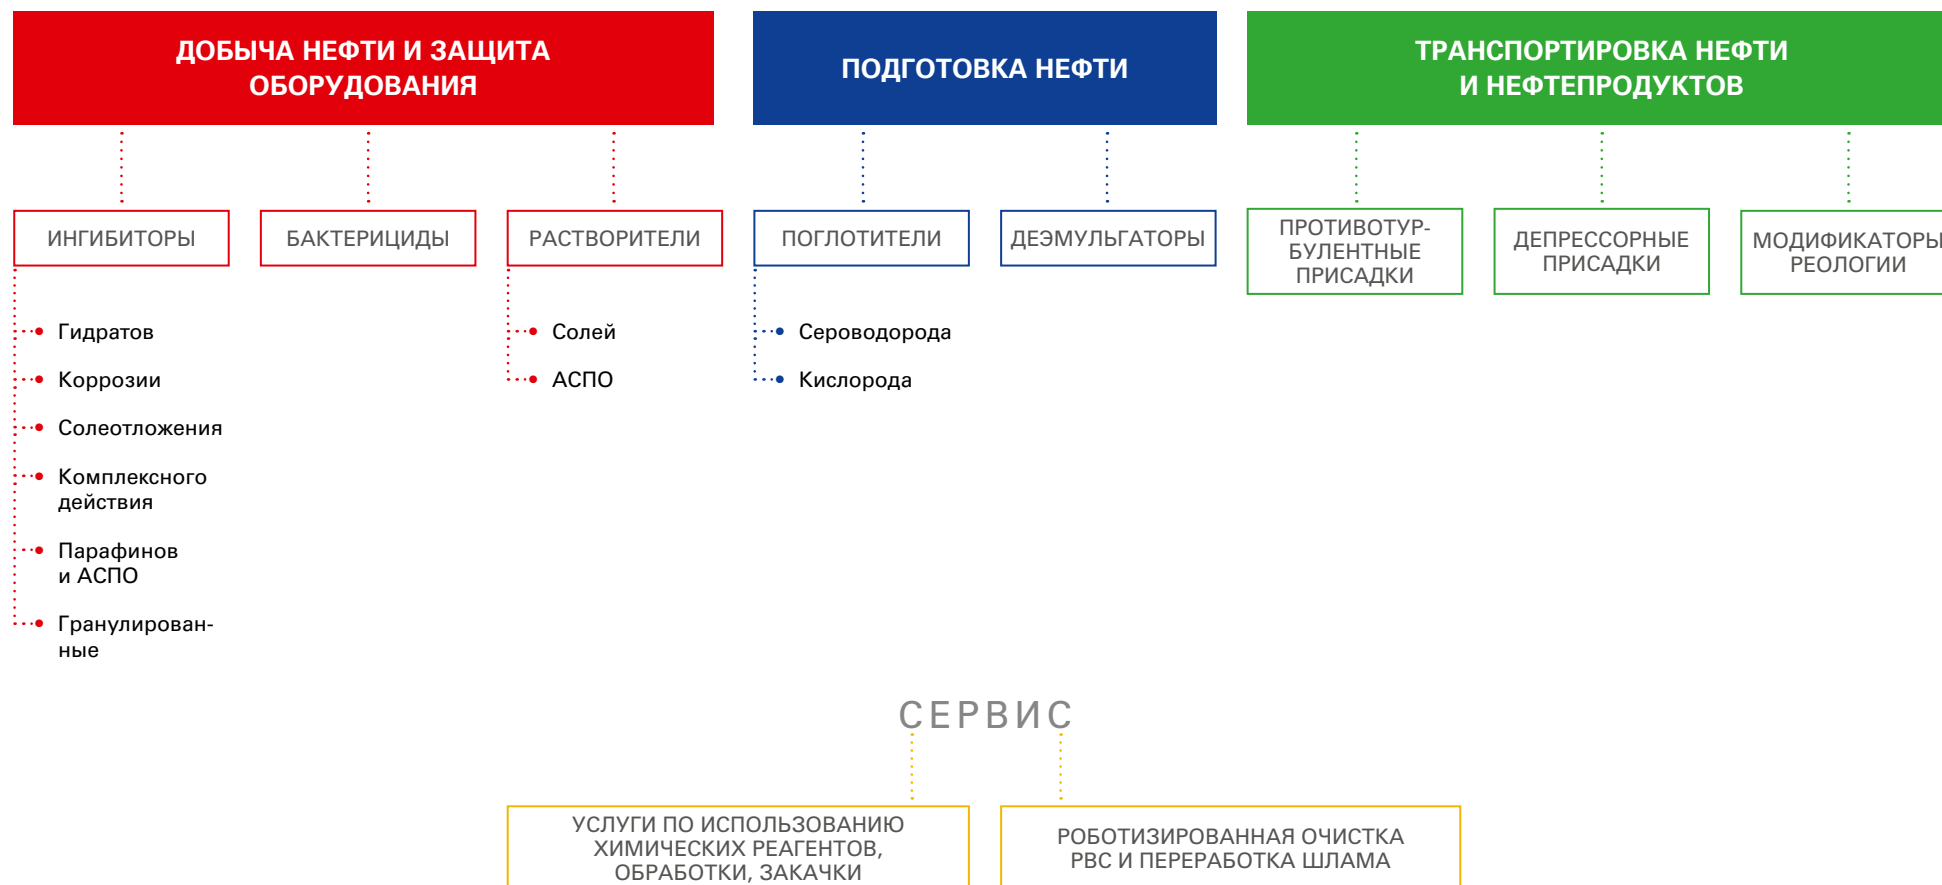 ДОБЫЧА НЕФТИ И ЗАЩИТА
ОБОРУДОВАНИЯ
ПОДГОТОВКА НЕФТИ
ТРАНСПОРТИРОВКА НЕФТИ
И НЕФТЕПРОДУКТОВ
ИНГИБИТОРЫ
БАКТЕРИЦИДЫ
РАСТВОРИТЕЛИ
ПОГЛОТИТЕЛИ
ДЕЭМУЛЬГАТОРЫ
ПРОТИВОТУР-
БУЛЕНТНЫЕ
ПРИСАДКИ
ДЕПРЕССОРНЫЕ
ПРИСАДКИ
МОДИФИКАТОРЫ
РЕОЛОГИИ
Гидратов
Коррозии
Солеотложения
Комплексного
действия
Парафинов
и АСПО
Гранулирован-
ные
Солей
АСПО
Сероводорода
Кислорода
СЕРВИС
УСЛУГИ ПО ИСПОЛЬЗОВАНИЮ
ХИМИЧЕСКИХ РЕАГЕНТОВ,
ОБРАБОТКИ, ЗАКАЧКИ
РОБОТИЗИРОВАННАЯ ОЧИСТКА
РВС И ПЕРЕРАБОТКА ШЛАМА